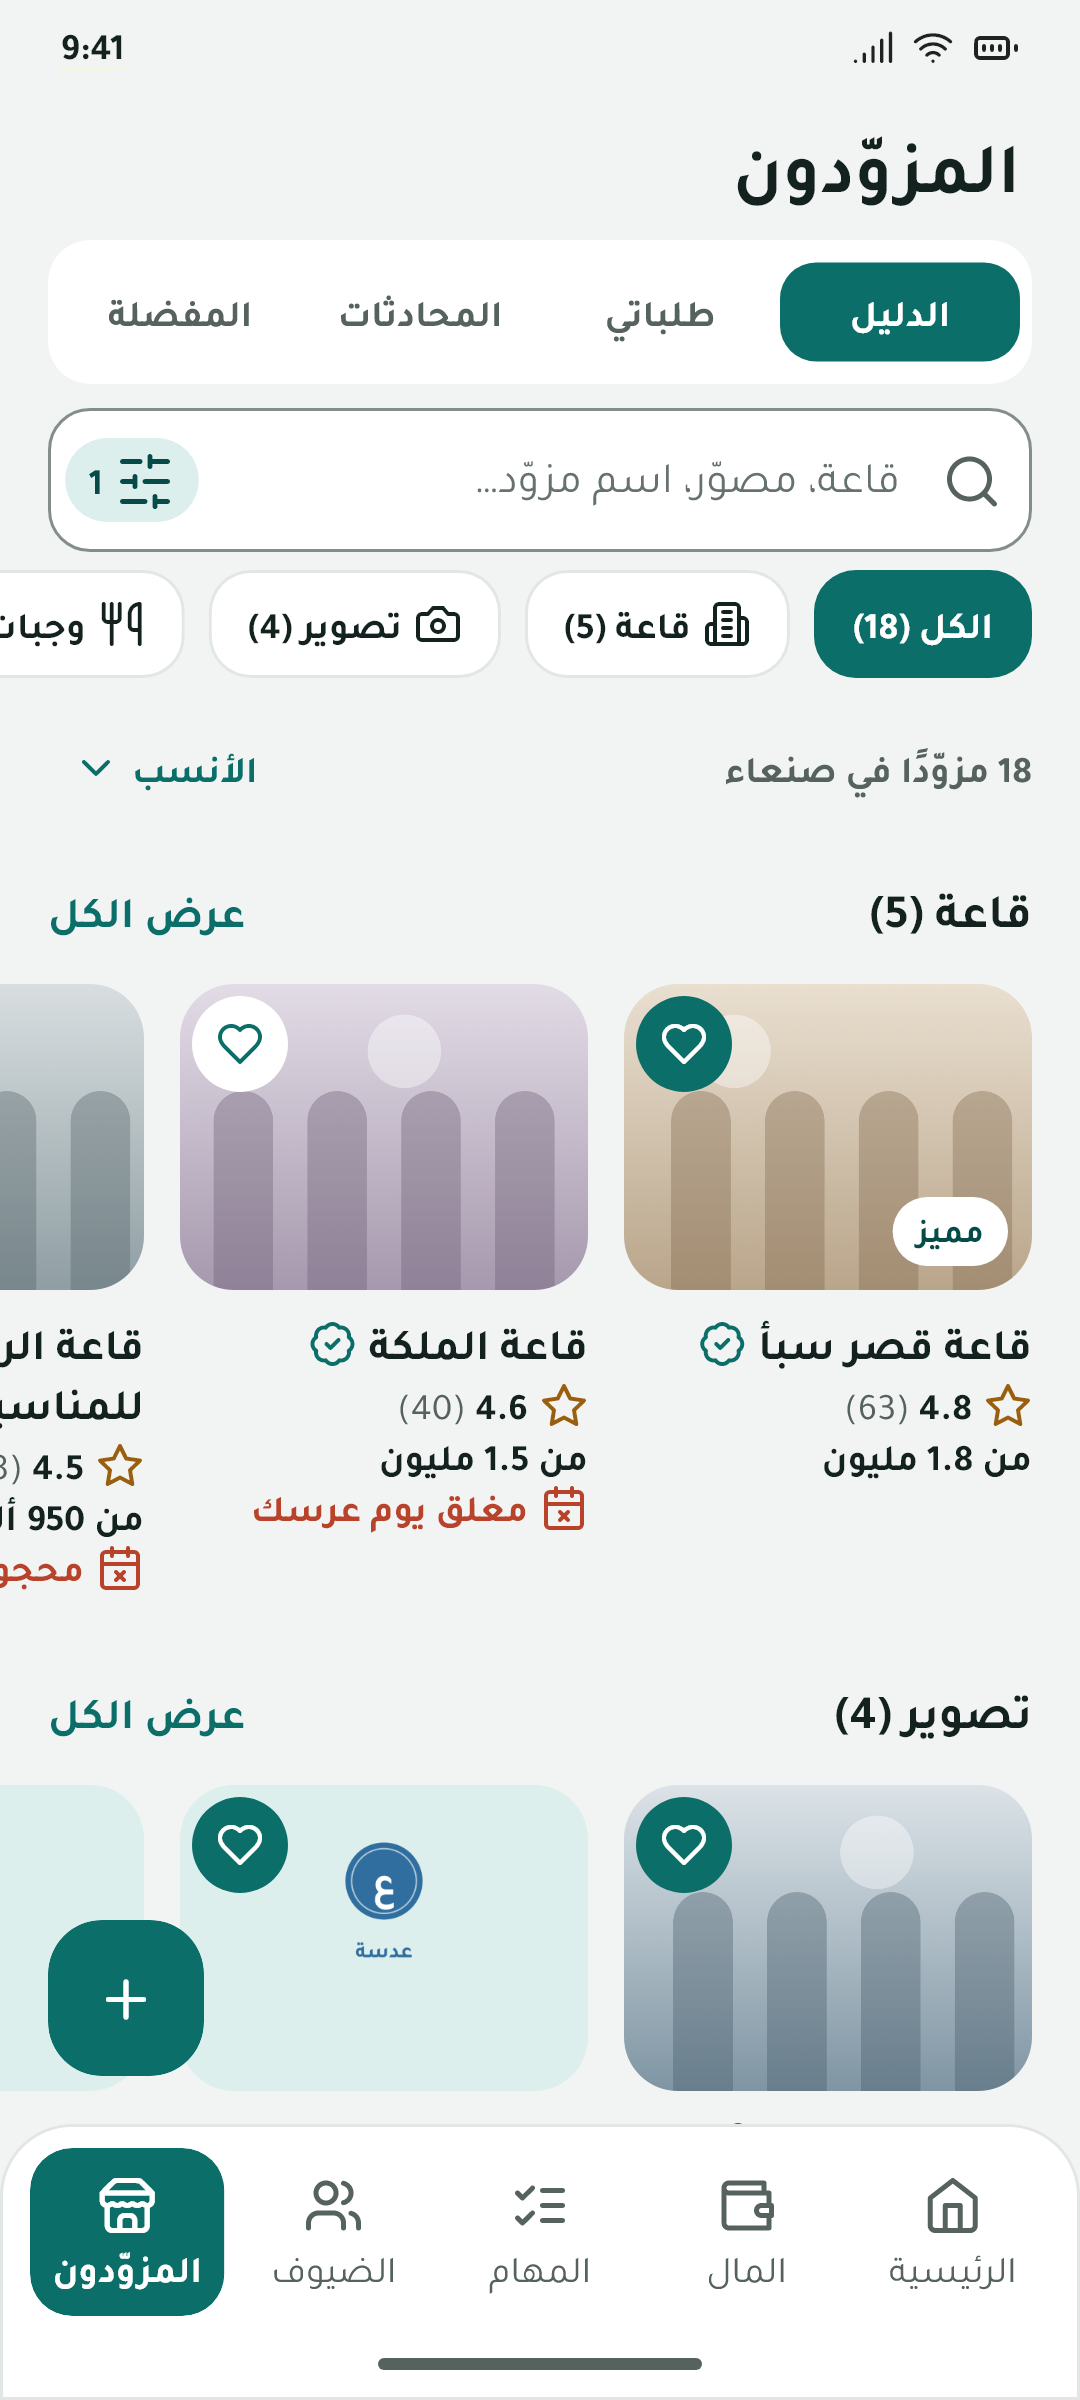 9:41
المزوّدون
الدليل
طلباتي
المحادثات
المفضلة
قاعة، مصوّر، اسم مزوّد...
1
الكل (18)
قاعة (5)
تصوير (4)
وجبات
18 مزوّدًا في صنعاء
الأنسب
قاعة (5)
عرض الكل
مميز
قاعة قصر سبأ
4.8 (63)
من 1.8 مليون
قاعة الملكة
4.6 (40)
من 1.5 مليون
مغلق يوم عرسك
قاعة
4.5
من 950
تصوير (4)
عرض الكل
ع
عدسة
الرئيسية
المال
المهام
الضيوف
المزوّدون